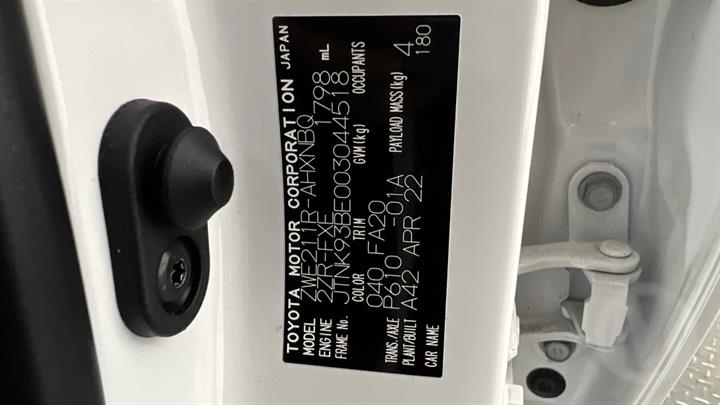 TOYOTA MOTOR CORPORATION JAPAN
MODEL ZWE211R-AHXNBQ
ENGINE 2ZR-FXE 1798 mL
FRAME No. JTNK93BE003044518
COLOR TRIM GVM(kg) OCCUPANTS
040 FA20 4
TRANS./AXLE P610 -01A PAYLOAD MASS(kg) 180
PLANT/BUILT A42 APR 22
CAR NAME